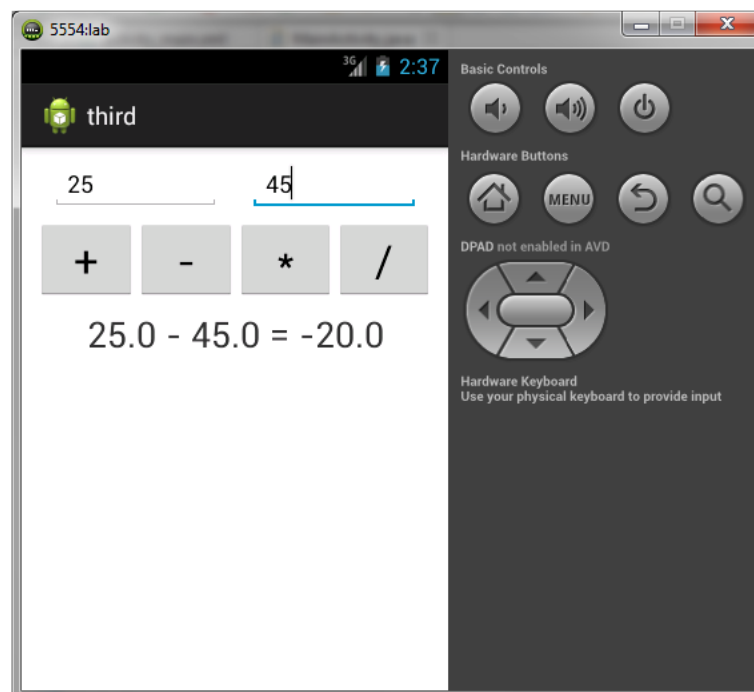 5554:lab
3G 2:37
third
25 45
+ - * /
25.0 - 45.0 = -20.0
Basic Controls
Hardware Buttons
MENU
DPAD not enabled in AVD
Hardware Keyboard
Use your physical keyboard to provide input